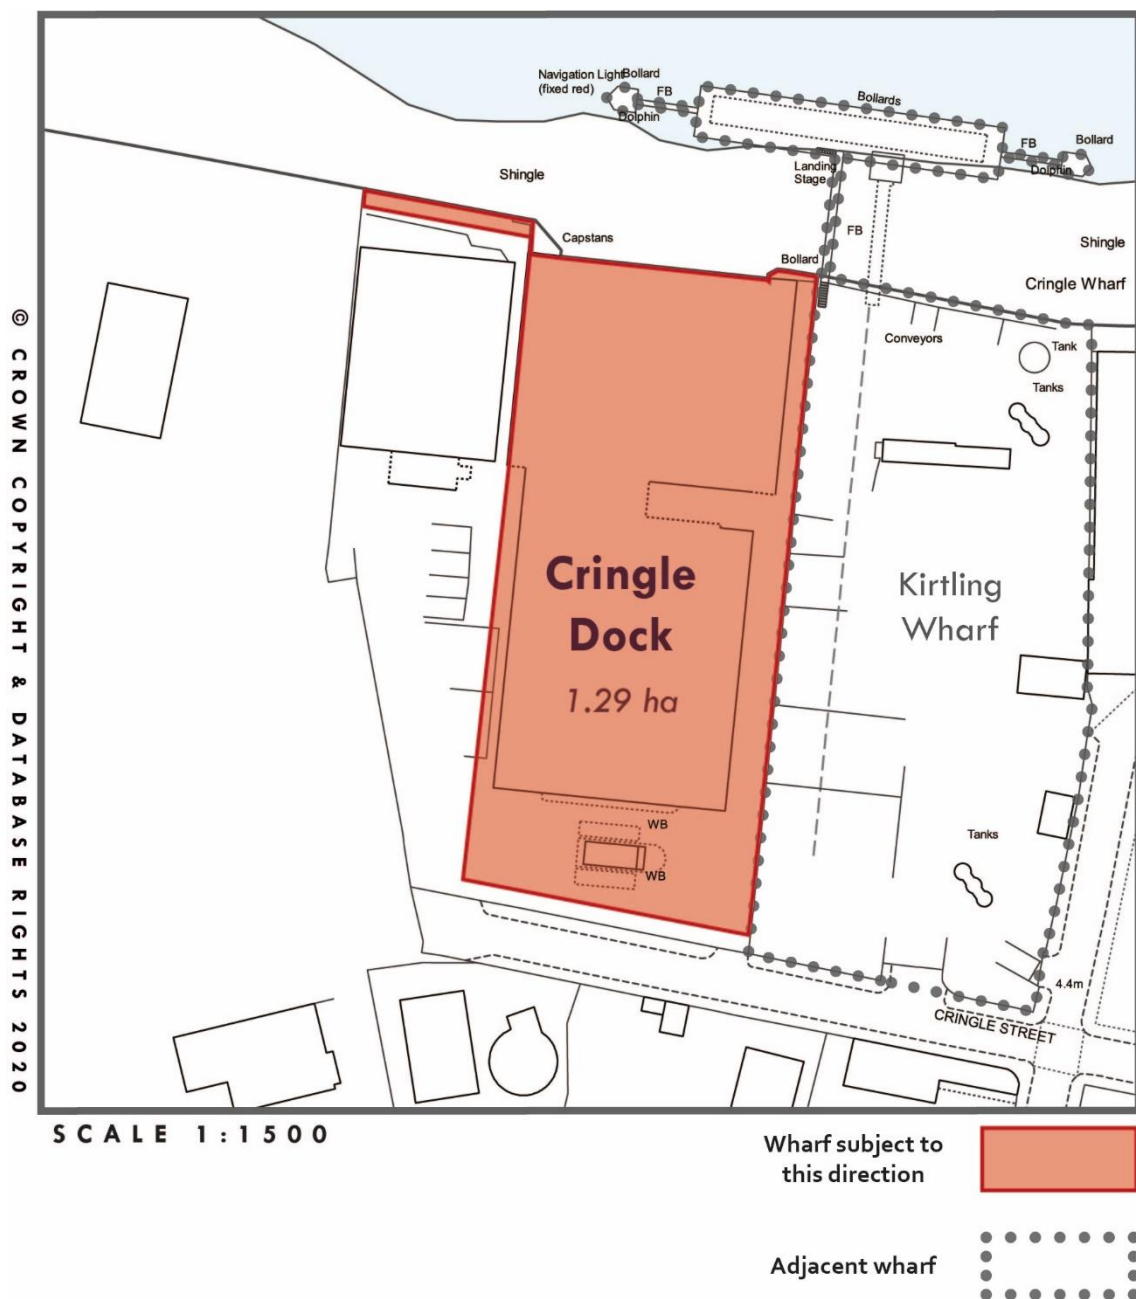 Navigation Light
(fixed red)
Bollard
FB
Dolphin
Bollards
FB
Bollard
Dolphin
Landing
Stage
Shingle
FB
Capstans
Bollard
Shingle
Cringle Wharf
Conveyors
Tank
Tanks
Cringle
Dock
1.29 ha
Kirtling
Wharf
WB
WB
Tanks
4.4m
CRINGLE STREET
© CROWN COPYRIGHT & DATABASE RIGHTS 2020
SCALE 1:1500
Wharf subject to
this direction
Adjacent wharf